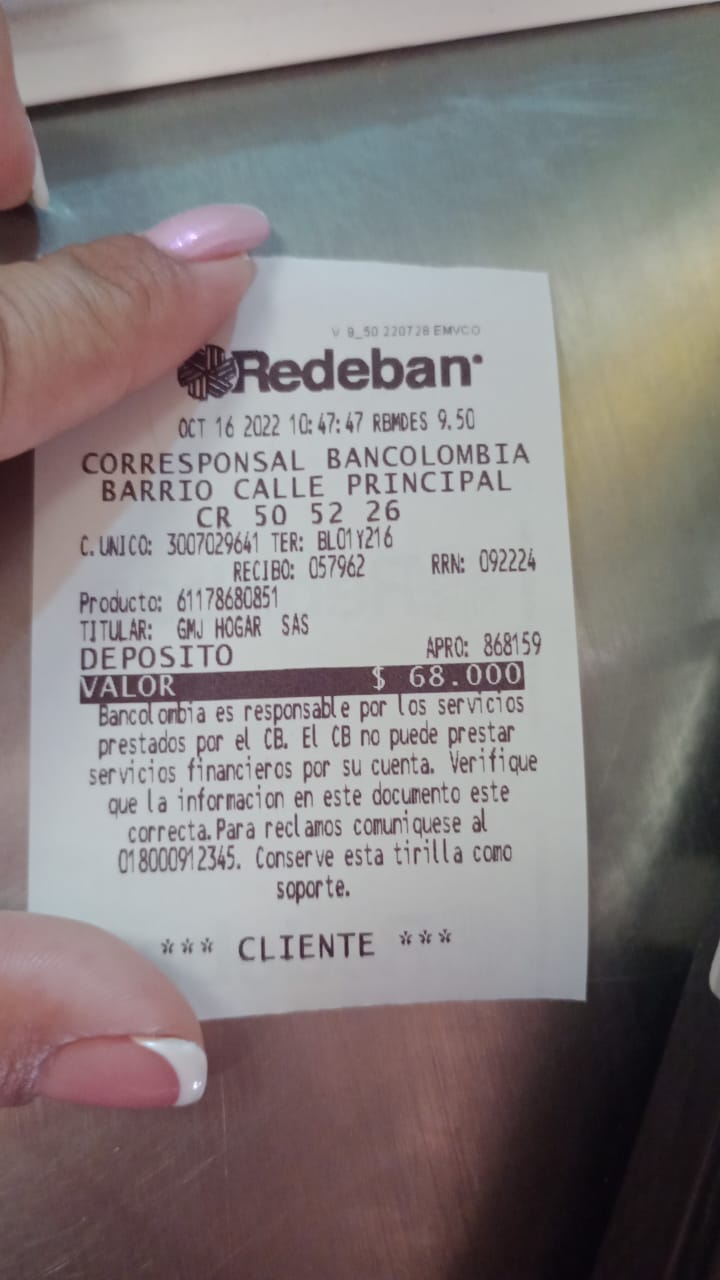 V 9_50 220728 EMVCO
Redeban
OCT 16 2022 10:47:47 RBMDES 9.50
CORRESPONSAL BANCOLOMBIA
BARRIO CALLE PRINCIPAL
CR 50 52 26
C. UNICO: 3007029641 TER: BL01Y216
RECIBO: 057962 RRN: 092224
Producto: 61178680851
TITULAR: GMJ HOGAR SAS
DEPOSITO APRO: 868159
VALOR $ 68.000
Bancolombia es responsable por los servicios
prestados por el CB. El CB no puede prestar
servicios financieros por su cuenta. Verifique
que la informacion en este documento este
correcta. Para reclamos comuniquese al
018000912345. Conserve esta tirilla como
soporte.
*** CLIENTE ***